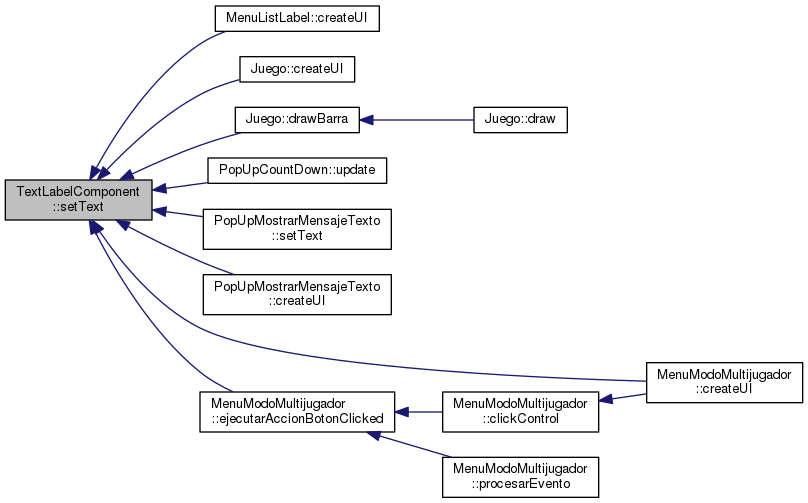 MenuListLabel::createUI
Juego::createUI
Juego::drawBarra
Juego::draw
PopUpCountDown::update
TextLabelComponent
::setText
PopUpMostrarMensajeTexto
::setText
PopUpMostrarMensajeTexto
::createUI
MenuModoMultijugador
::createUI
MenuModoMultijugador
::ejecutarAccionBotonClicked
MenuModoMultijugador
::clickControl
MenuModoMultijugador
::procesarEvento